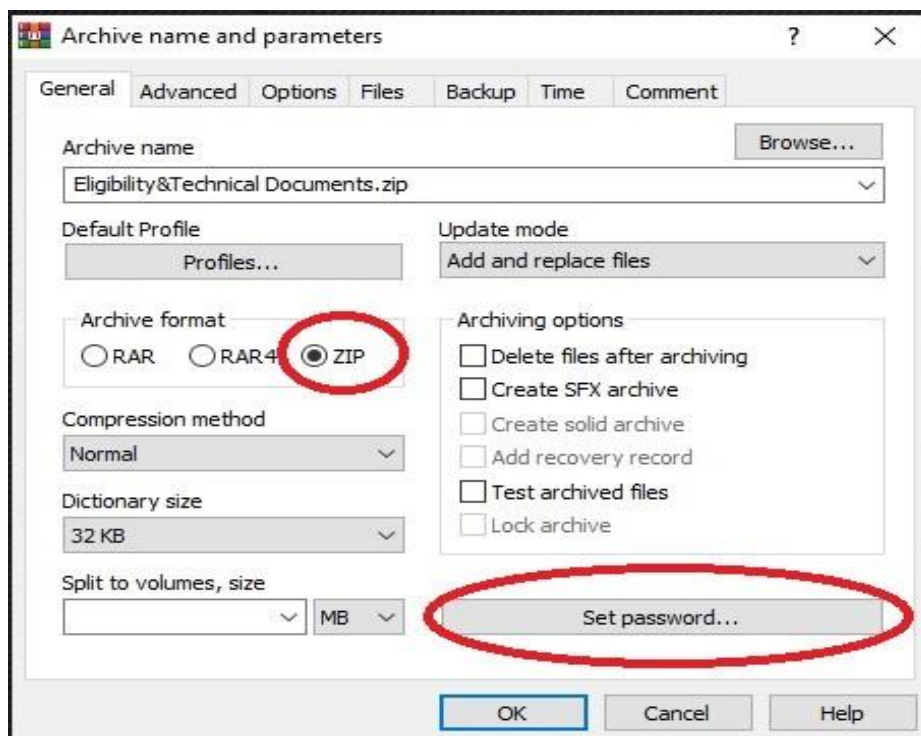 Archive name and parameters ?
General Advanced Options Files Backup Time Comment
Archive name
Browse...
Eligibility&Technical Documents.zip
Default Profile
Profiles...
Update mode
Add and replace files
Archive format
RAR RAR4 ZIP
Compression method
Normal
Dictionary size
32 KB
Split to volumes, size
MB
Archiving options
Delete files after archiving
Create SFX archive
Create solid archive
Add recovery record
Test archived files
Lock archive
Set password...
OK Cancel Help